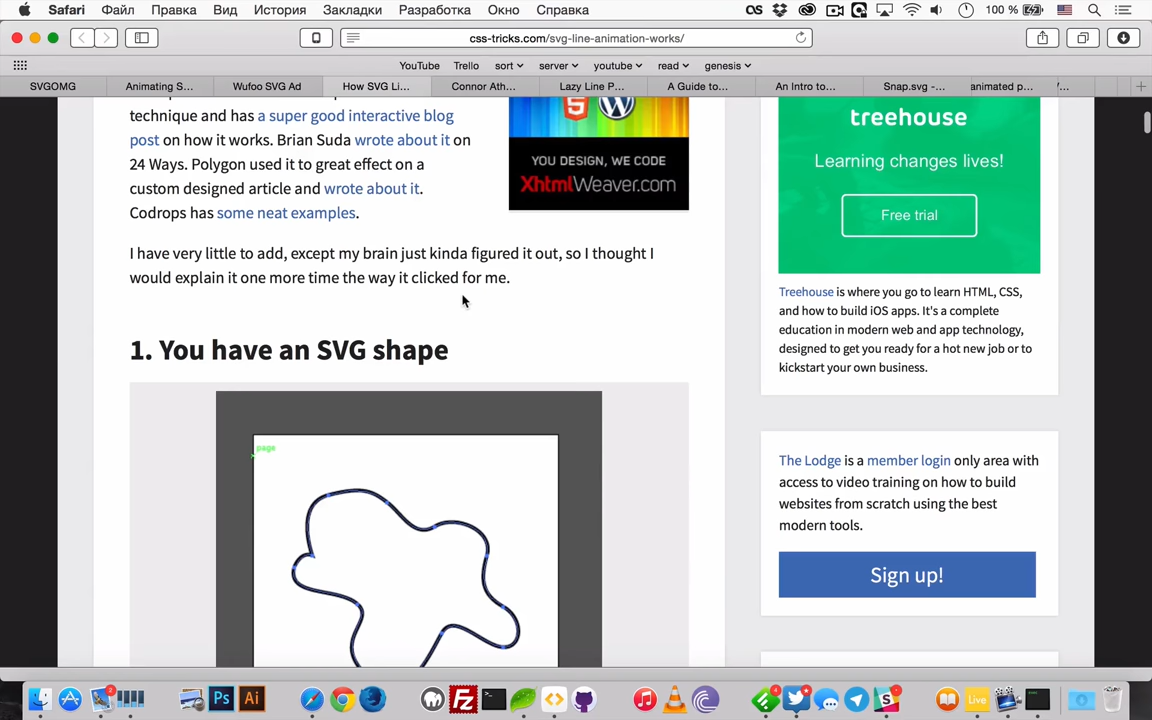 Safari Файл Правка Вид История Закладки Разработка Окно Справка 100 %
css-tricks.com/svg-line-animation-works/
YouTube Trello sort server youtube read genesis
SVGOMG Animating S... Wufoo SVG Ad How SVG Li... Connor Ath... Lazy Line P... A Guide to... An Intro to... Snap.svg -... animated p... /...
technique and has a super good interactive blog
post on how it works. Brian Suda wrote about it on
24 Ways. Polygon used it to great effect on a
custom designed article and wrote about it.
Codrops has some neat examples.
YOU DESIGN, WE CODE
XhtmlWeaver.com
I have very little to add, except my brain just kinda figured it out, so I thought I
would explain it one more time the way it clicked for me.
1. You have an SVG shape
page
treehouse
Learning changes lives!
Free trial
Treehouse is where you go to learn HTML, CSS,
and how to build iOS apps. It's a complete
education in modern web and app technology,
designed to get you ready for a hot new job or to
kickstart your own business.
The Lodge is a member login only area with
access to video training on how to build
websites from scratch using the best
modern tools.
Sign up!
Ps Ai Fz Live